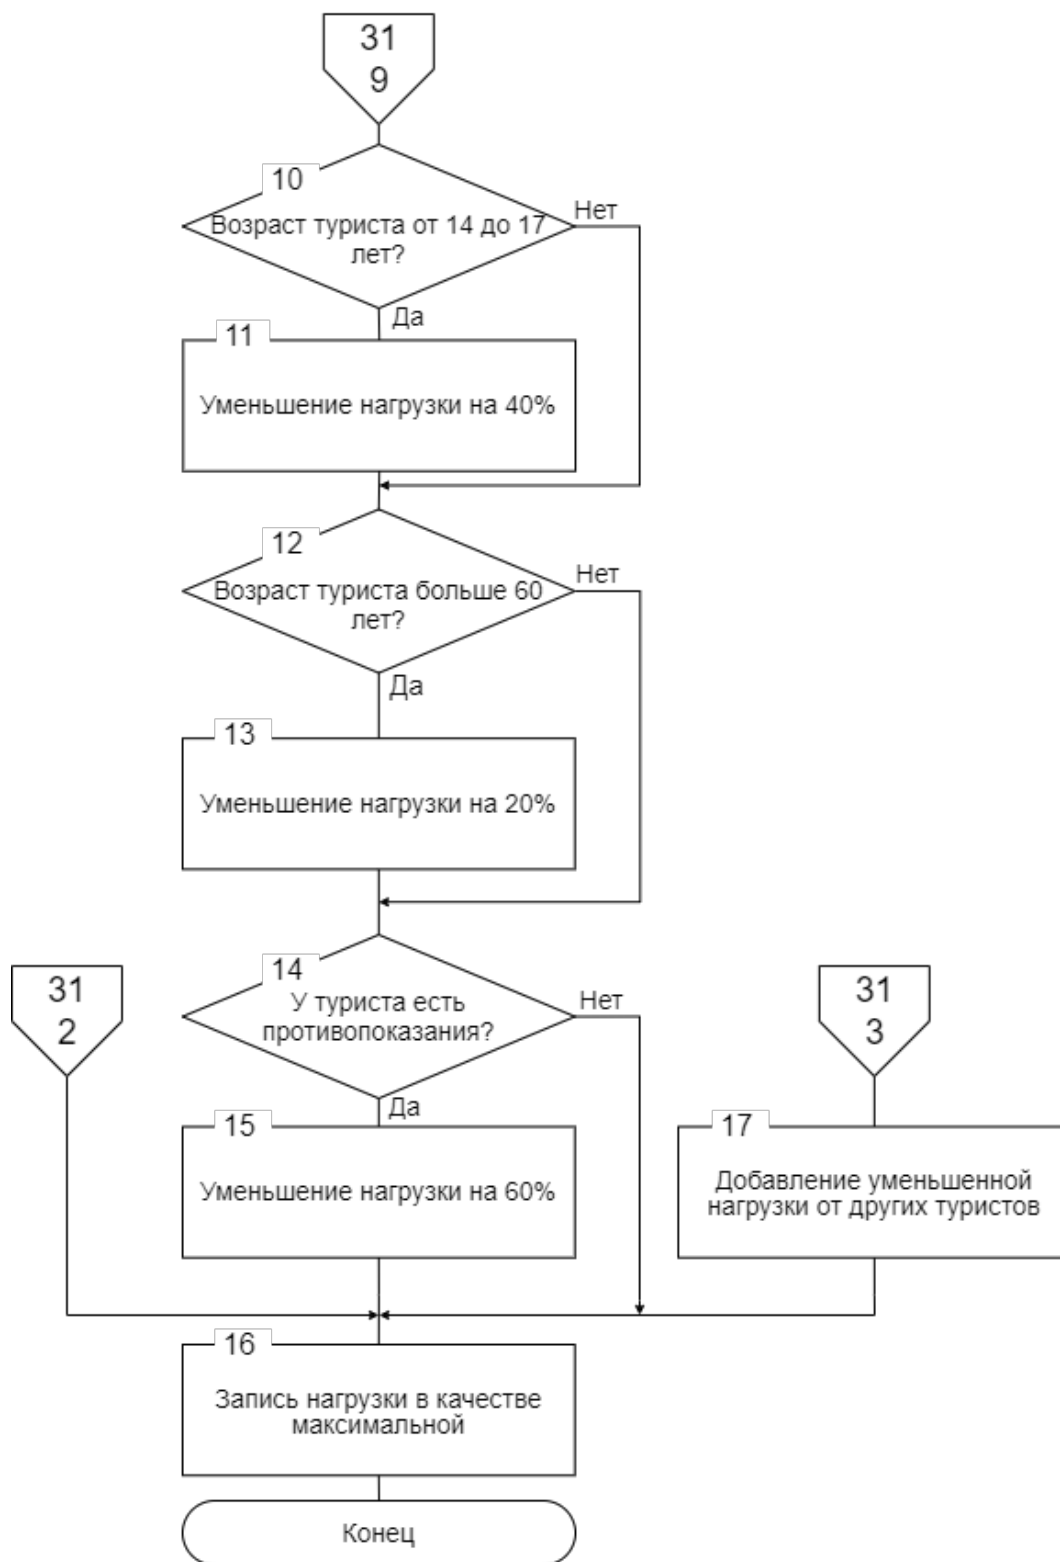 31
9
10
Возраст туриста от 14 до 17
лет?
Нет
Да
11
Уменьшение нагрузки на 40%
12
Возраст туриста больше 60
лет?
Нет
Да
13
Уменьшение нагрузки на 20%
31
2
14
У туриста есть
противопоказания?
Нет
Да
31
3
15
Уменьшение нагрузки на 60%
17
Добавление уменьшенной
нагрузки от других туристов
16
Запись нагрузки в качестве
максимальной
Конец